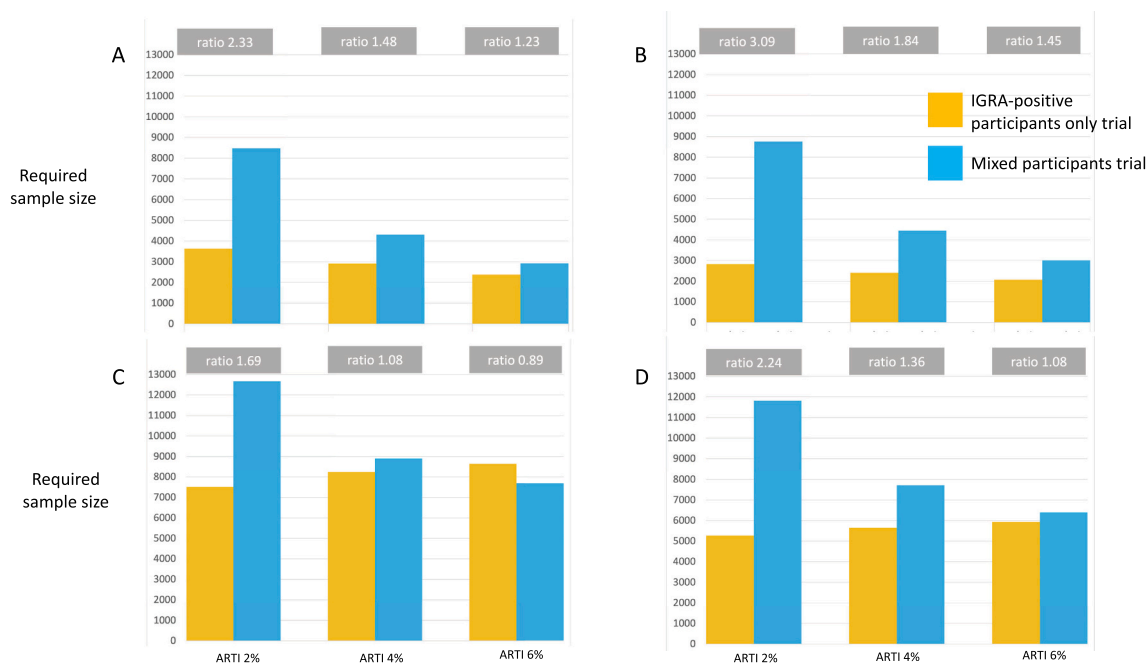 A
ratio 2.33
ratio 1.48
ratio 1.23
13000
12000
11000
10000
9000
8000
7000
6000
5000
4000
3000
2000
1000
0
Required
sample size
B
ratio 3.09
ratio 1.84
ratio 1.45
13000
12000
11000
10000
9000
8000
7000
6000
5000
4000
3000
2000
1000
0
IGRA-positive
participants only trial
Mixed participants trial
C
ratio 1.69
ratio 1.08
ratio 0.89
13000
12000
11000
10000
9000
8000
7000
6000
5000
4000
3000
2000
1000
0
Required
sample size
ARTI 2%
ARTI 4%
ARTI 6%
D
ratio 2.24
ratio 1.36
ratio 1.08
13000
12000
11000
10000
9000
8000
7000
6000
5000
4000
3000
2000
1000
0
ARTI 2%
ARTI 4%
ARTI 6%